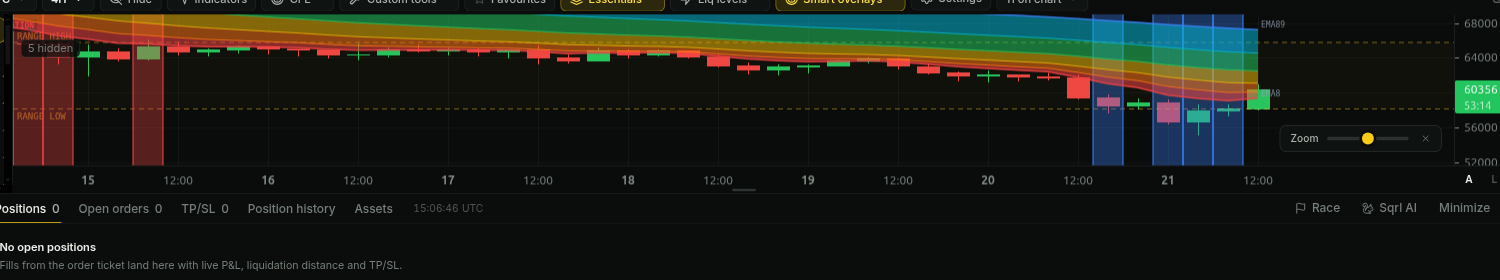 4H Hide Indicators CPL Custom tools Favourites Essentials Liq levels Smart overlays Settings
RANGE HIGH
5 hidden
RANGE LOW
EMA89
EMA8
68000
64000
60356
53:14
56000
52000
Zoom ×
15 12:00 16 12:00 17 12:00 18 12:00 19 12:00 20 12:00 21 12:00
A L
Positions 0 Open orders 0 TP/SL 0 Position history Assets 15:06:46 UTC Race Sqrl AI Minimize
No open positions
Fills from the order ticket land here with live P&L, liquidation distance and TP/SL.